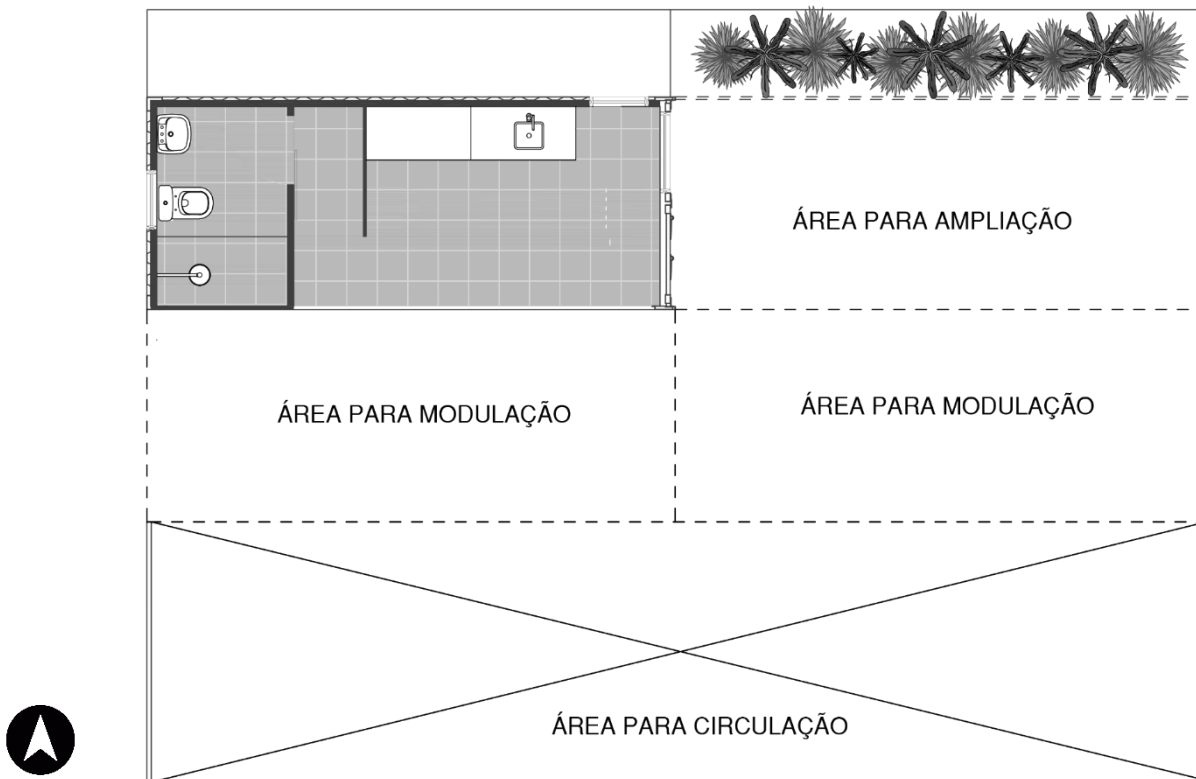 ÁREA PARA AMPLIAÇÃO
ÁREA PARA MODULAÇÃO
ÁREA PARA MODULAÇÃO
ÁREA PARA CIRCULAÇÃO